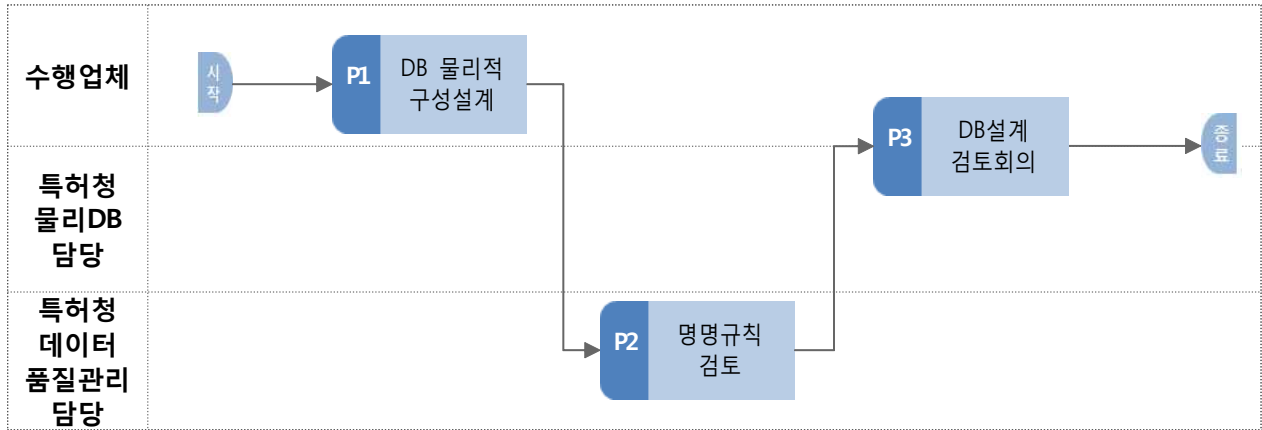 수행업체
시
작
P1
DB 물리적
구성설계
P3
DB설계
검토회의
종
료
특허청
물리DB
담당
특허청
데이터
품질관리
담당
P2
명명규칙
검토